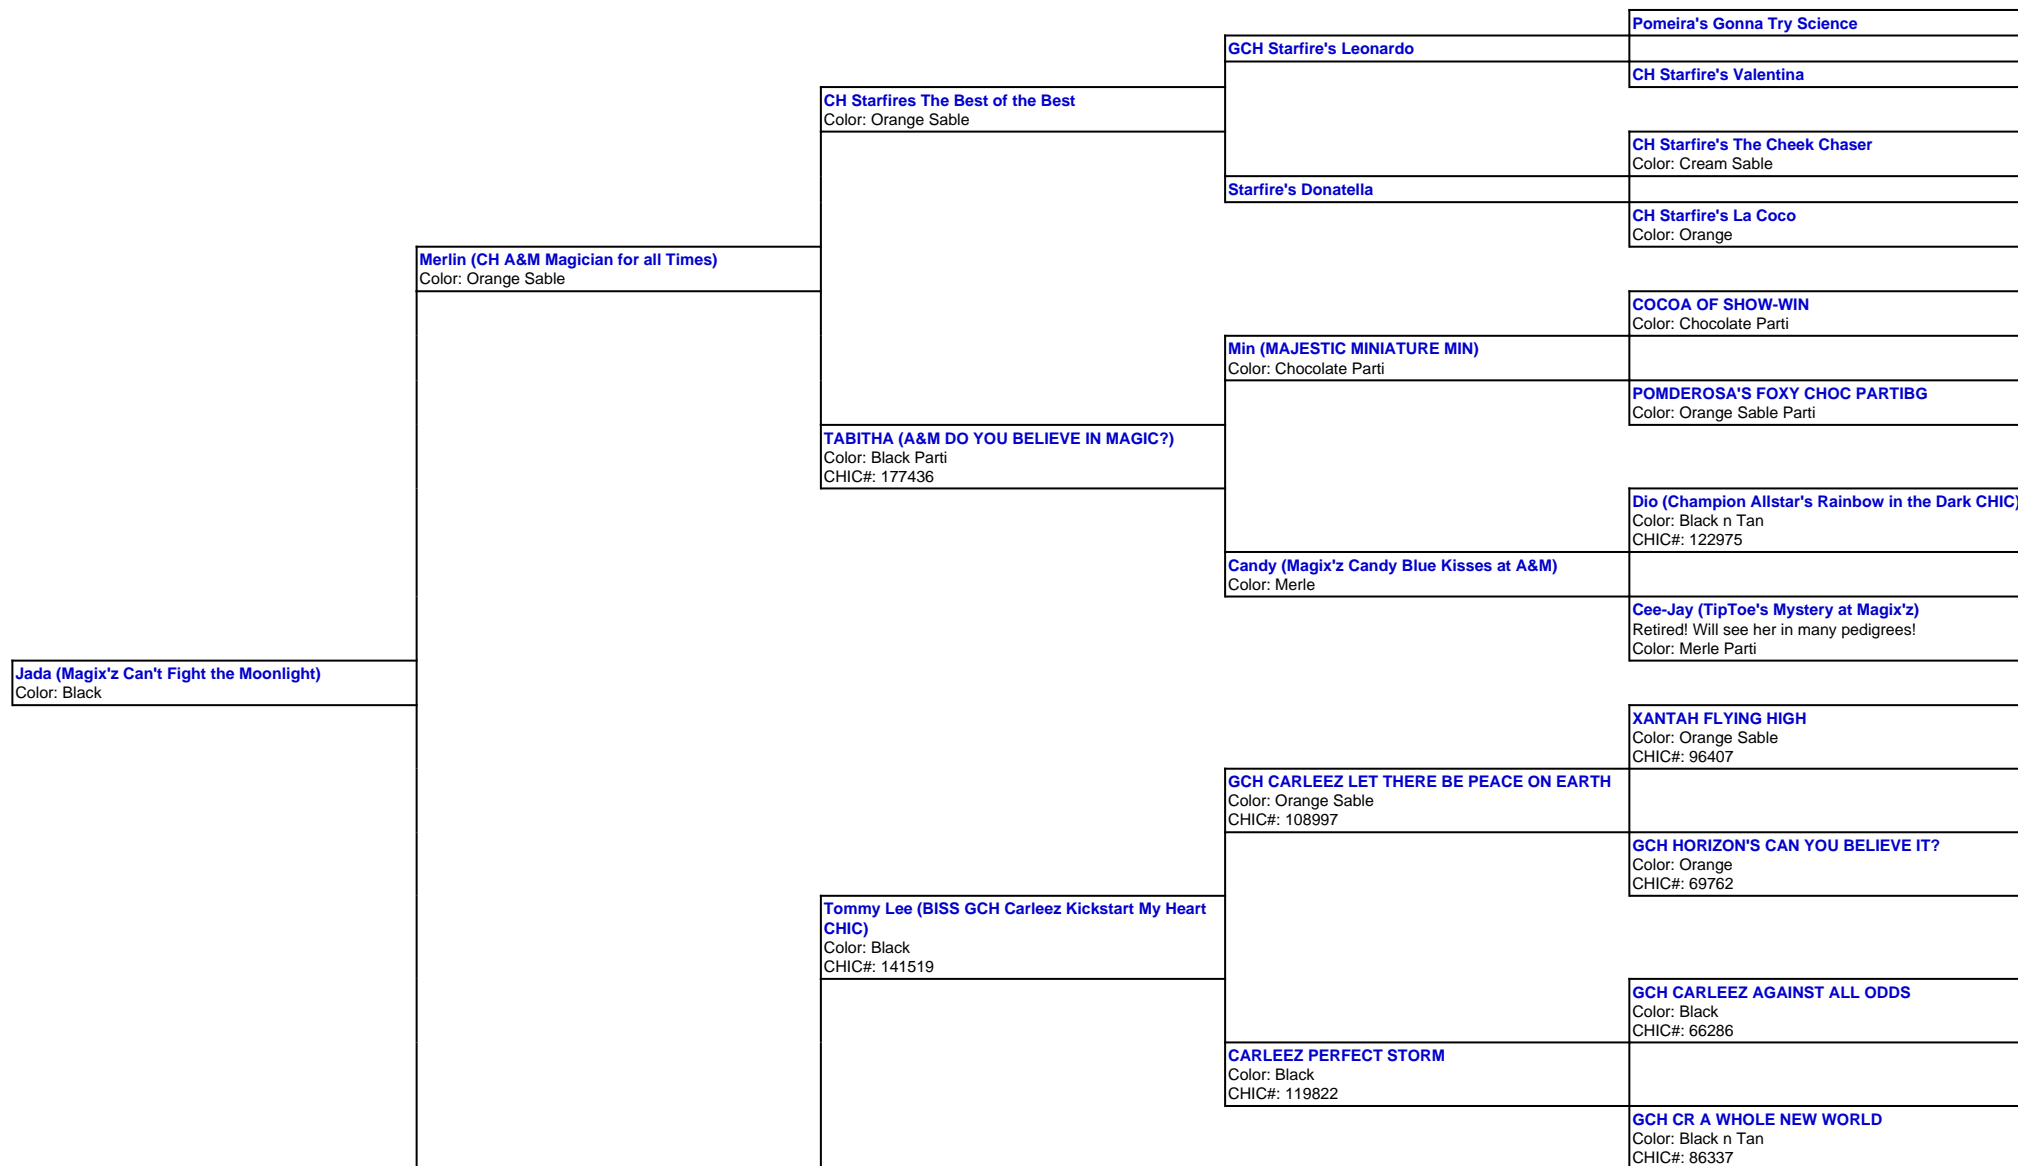 Pomeira's Gonna Try Science
GCH Starfire's Leonardo
CH Starfire's Valentina
CH Starfires The Best of the Best
Color: Orange Sable
CH Starfire's The Cheek Chaser
Color: Cream Sable
Starfire's Donatella
CH Starfire's La Coco
Color: Orange
Merlin (CH A&M Magician for all Times)
Color: Orange Sable
COCOA OF SHOW-WIN
Color: Chocolate Parti
Min (MAJESTIC MINIATURE MIN)
Color: Chocolate Parti
POMDEROSA'S FOXY CHOC PARTIBG
Color: Orange Sable Parti
TABITHA (A&M DO YOU BELIEVE IN MAGIC?)
Color: Black Parti
CHIC#: 177436
Dio (Champion Allstar's Rainbow in the Dark CHIC)
Color: Black n Tan
CHIC#: 122975
Candy (Magix'z Candy Blue Kisses at A&M)
Color: Merle
Cee-Jay (TipToe's Mystery at Magix'z)
Retired! Will see her in many pedigrees!
Color: Merle Parti
Jada (Magix'z Can't Fight the Moonlight)
Color: Black
XANTAH FLYING HIGH
Color: Orange Sable
CHIC#: 96407
GCH CARLEEZ LET THERE BE PEACE ON EARTH
Color: Orange Sable
CHIC#: 108997
GCH HORIZON'S CAN YOU BELIEVE IT?
Color: Orange
CHIC#: 69762
Tommy Lee (BISS GCH Carleez Kickstart My Heart
CHIC)
Color: Black
CHIC#: 141519
GCH CARLEEZ AGAINST ALL ODDS
Color: Black
CHIC#: 66286
CARLEEZ PERFECT STORM
Color: Black
CHIC#: 119822
GCH CR A WHOLE NEW WORLD
Color: Black n Tan
CHIC#: 86337